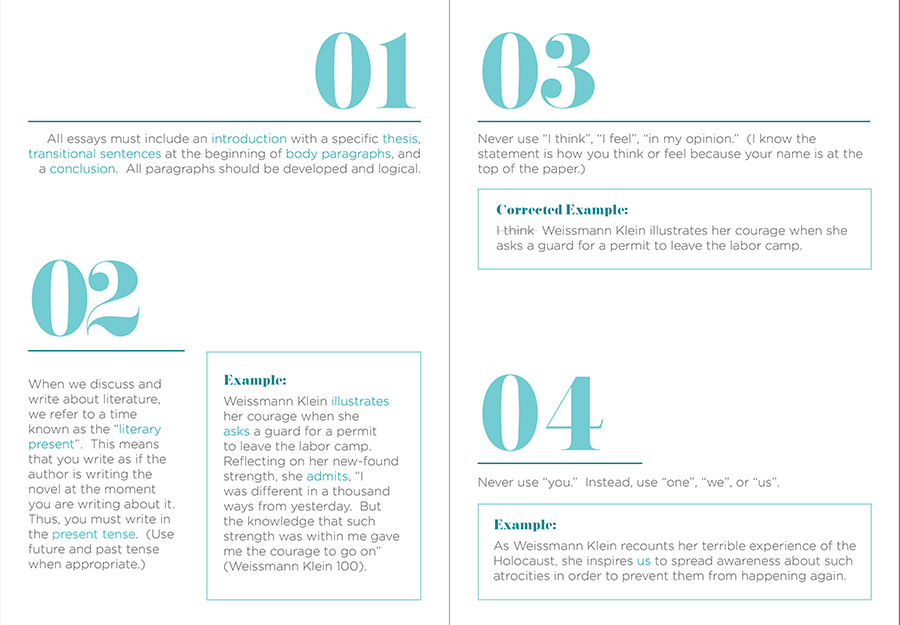 01
All essays must include an introduction with a specific thesis,
transitional sentences at the beginning of body paragraphs, and
a conclusion.  All paragraphs should be developed and logical.
02
When we discuss and
write about literature,
we refer to a time
known as the “literary
present”.  This means
that you write as if the
author is writing the
novel at the moment
you are writing about it.
Thus, you must write in
the present tense.  (Use
future and past tense
when appropriate.)
Example:
Weissmann Klein illustrates
her courage when she
asks a guard for a permit
to leave the labor camp.
Reflecting on her new-found
strength, she admits, “I
was different in a thousand
ways from yesterday.  But
the knowledge that such
strength was within me gave
me the courage to go on”
(Weissmann Klein 100).
03
Never use “I think”, “I feel”, “in my opinion.”  (I know the
statement is how you think or feel because your name is at the
top of the paper.)
Corrected Example:
I think Weissmann Klein illustrates her courage when she
asks a guard for a permit to leave the labor camp.
04
Never use “you.”  Instead, use “one”, “we”, or “us”.
Example:
As Weissmann Klein recounts her terrible experience of the
Holocaust, she inspires us to spread awareness about such
atrocities in order to prevent them from happening again.